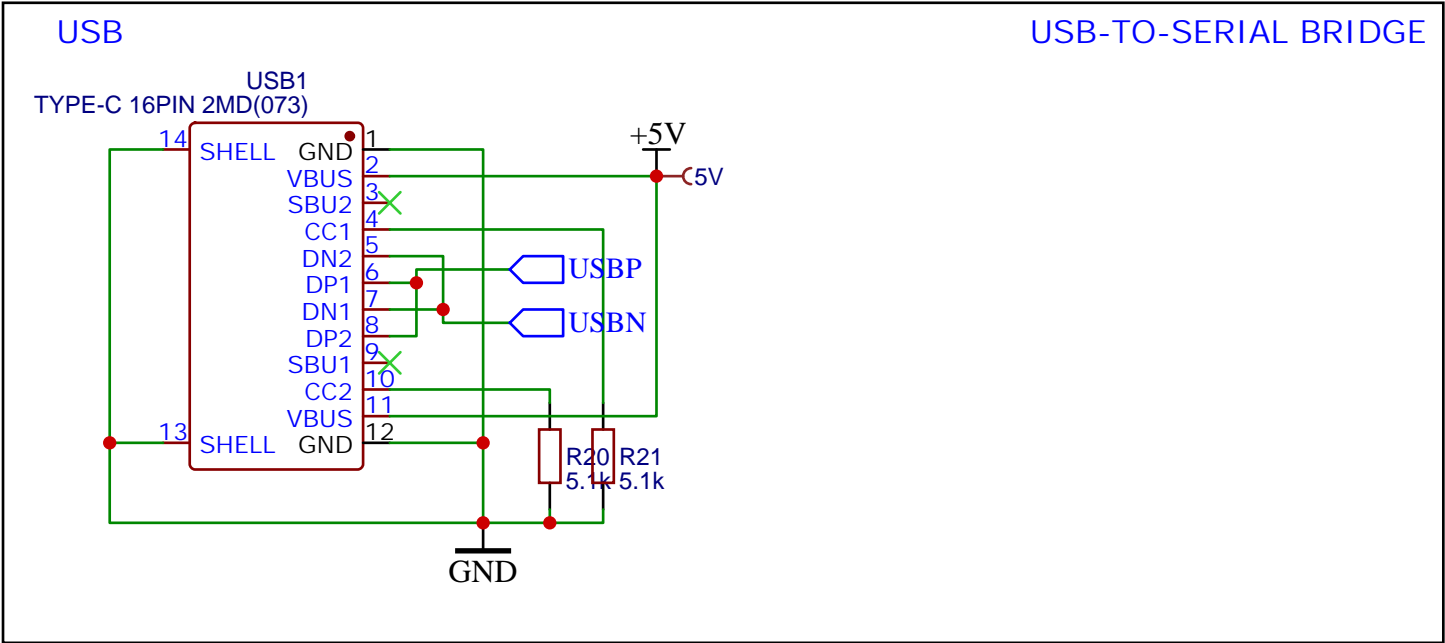 USB
USB-TO-SERIAL BRIDGE
USB1
TYPE-C 16PIN 2MD(073)
14 SHELL
GND 1
VBUS 2
SBU2 3
CC1 4
DN2 5
DP1 6
DN1 7
DP2 8
SBU1 9
CC2 10
VBUS 11
13 SHELL
GND 12
+5V
5V
USBP
USBN
R20
5.1k
R21
5.1k
GND